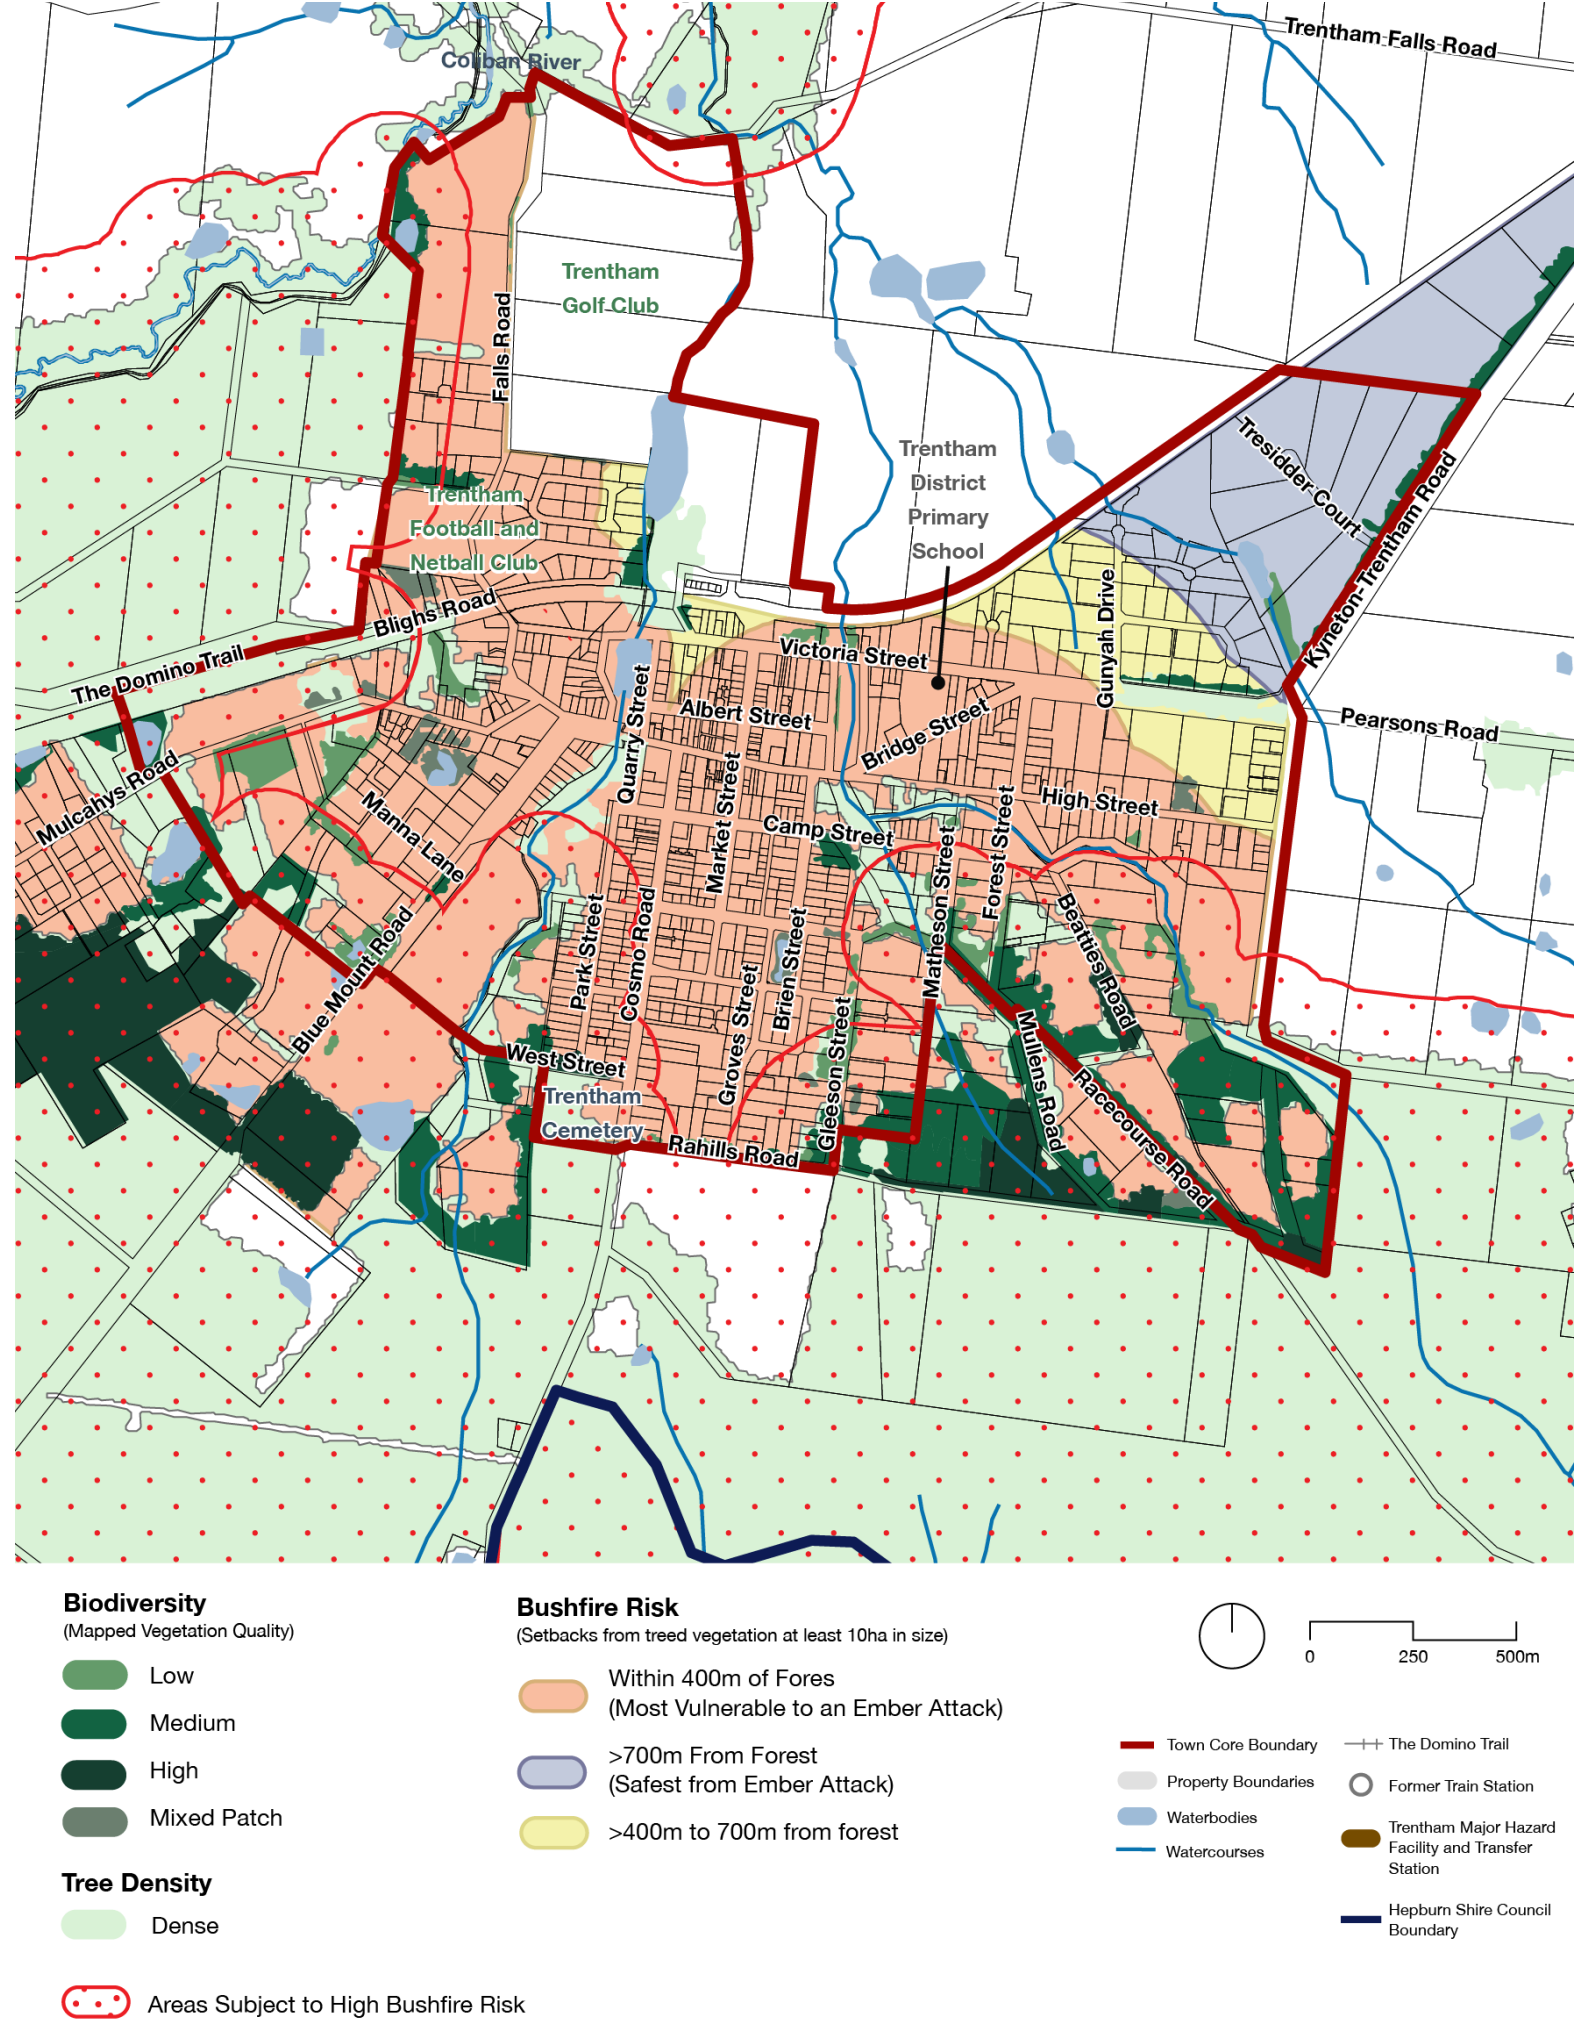 Trentham Falls Road
Coliban River
Trentham
Golf Club
Falls Road
Trentham
District
Primary
School
Tresidder Court
Trentham
Football and
Netball Club
Kyneton-Trentham Road
Blighs Road
Gunyah Drive
Victoria Street
The Domino Trail
Quarry Street
Albert Street
Bridge Street
Pearsons Road
Mulcahys Road
Market Street
High Street
Manna Lane
Camp Street
Matheson Street
Forest Street
Beatties Road
Park Street
Cosmo Road
Brien Street
Blue Mount Road
Groves Street
Gleeson Street
Mullens Road
West Street
Racecourse Road
Trentham
Cemetery
Rahills Road
Biodiversity
(Mapped Vegetation Quality)
Low
Medium
High
Mixed Patch
Tree Density
Dense
Areas Subject to High Bushfire Risk
Bushfire Risk
(Setbacks from treed vegetation at least 10ha in size)
Within 400m of Fores
(Most Vulnerable to an Ember Attack)
>700m From Forest
(Safest from Ember Attack)
>400m to 700m from forest
0 250 500m
Town Core Boundary
Property Boundaries
Waterbodies
Watercourses
The Domino Trail
Former Train Station
Trentham Major Hazard
Facility and Transfer
Station
Hepburn Shire Council
Boundary